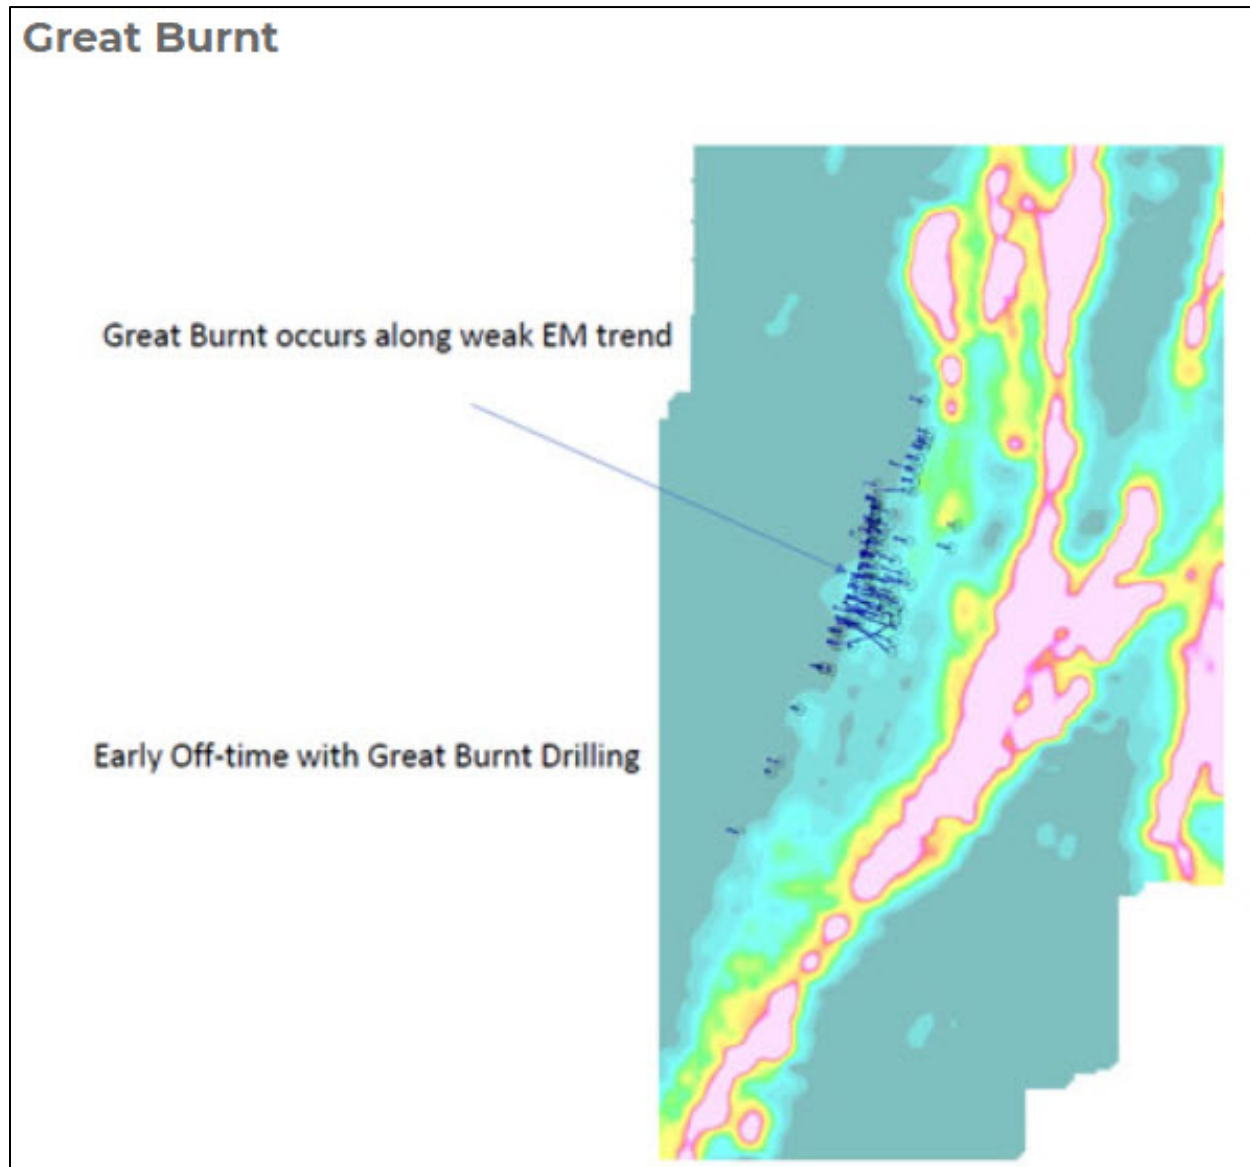 Great Burnt
Great Burnt occurs along weak EM trend
Early Off-time with Great Burnt Drilling